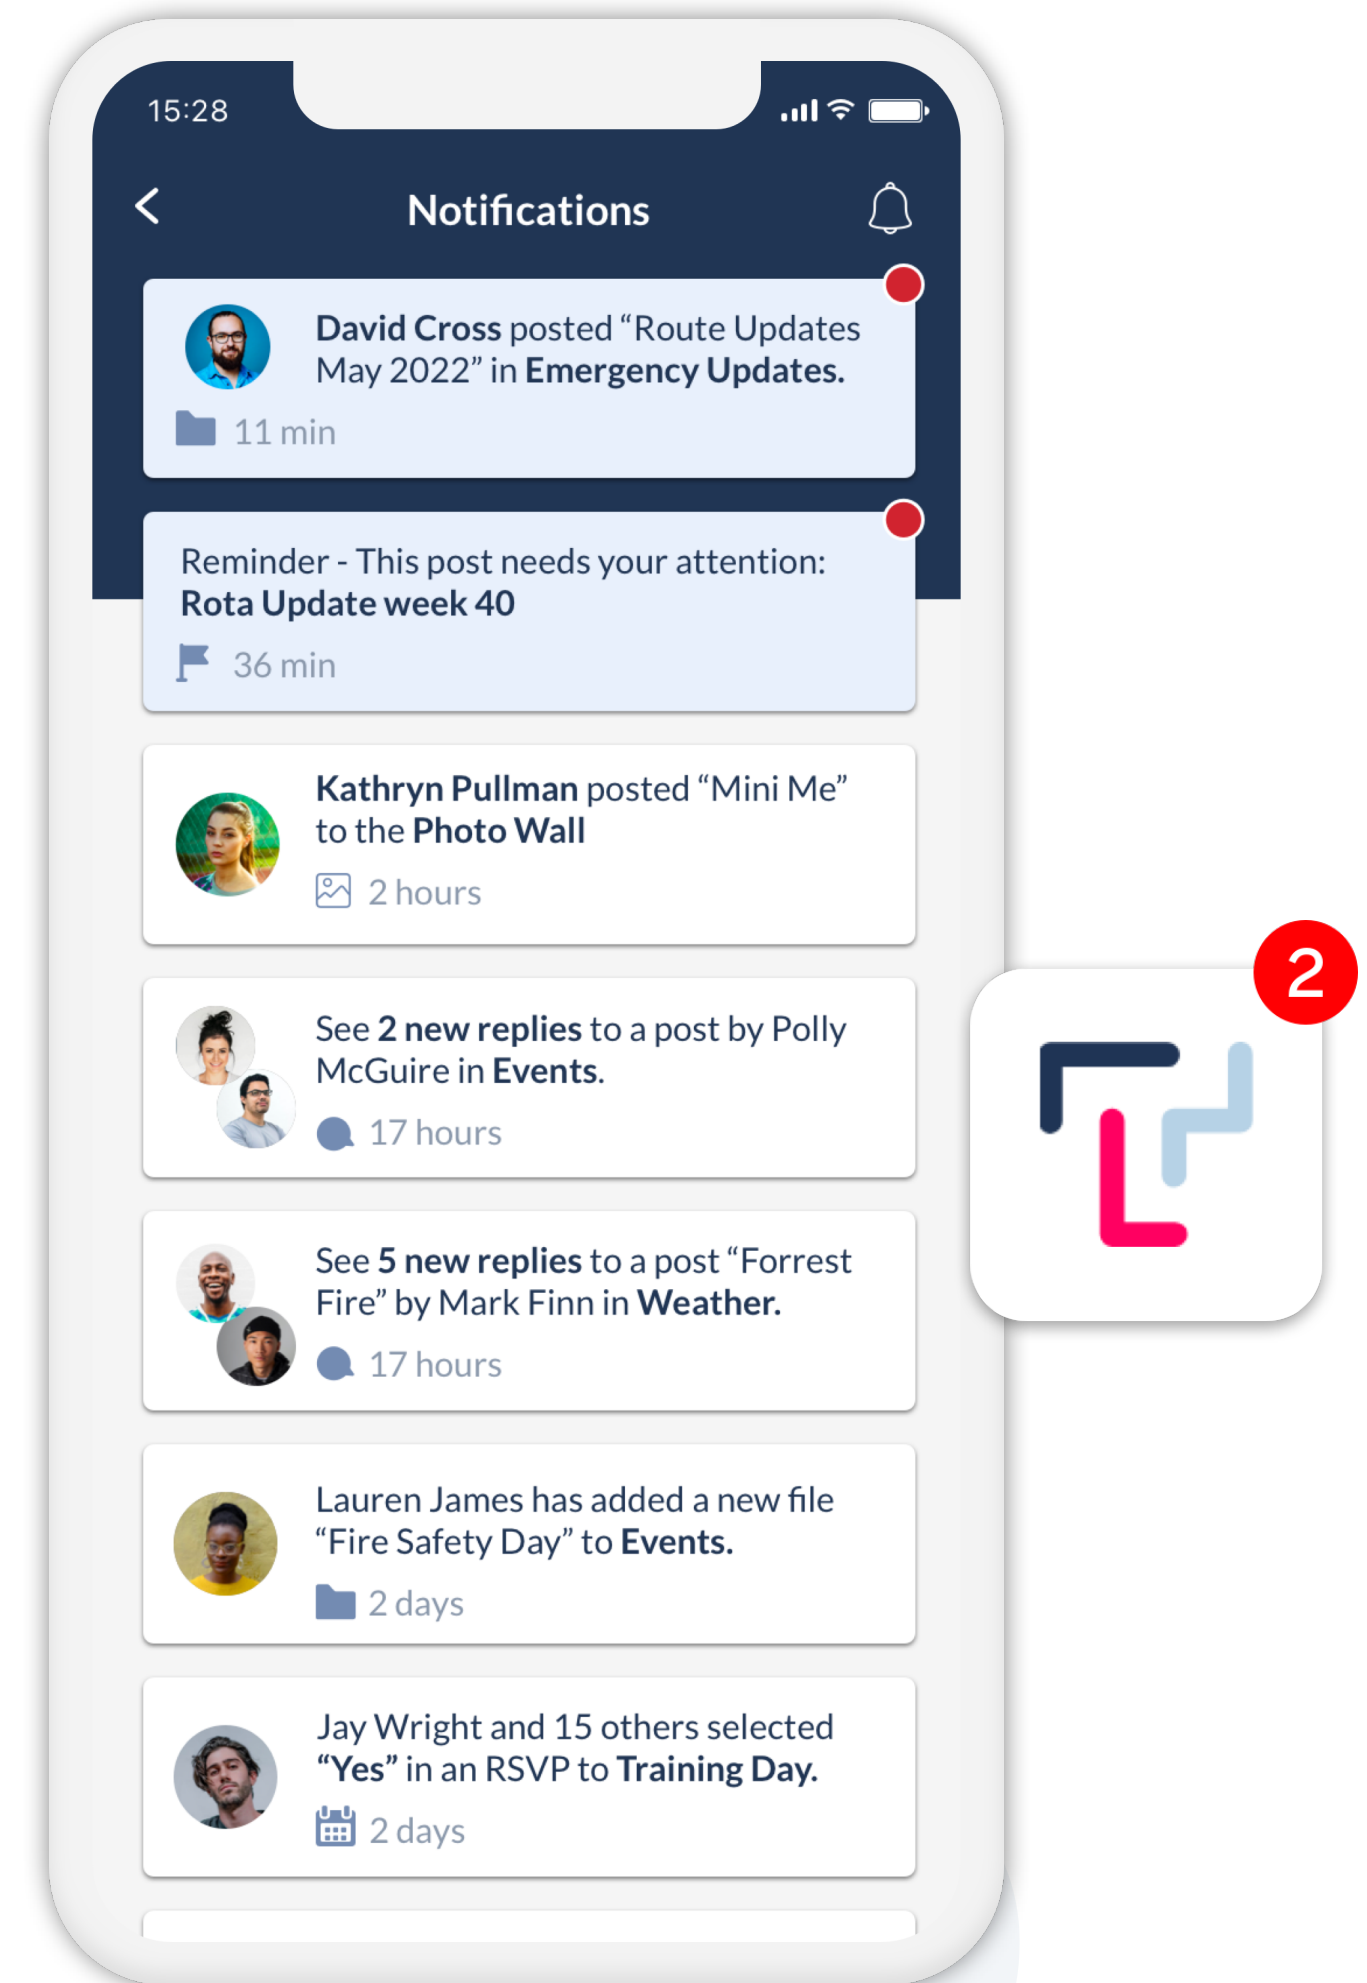 15:28
Notifications
David Cross posted “Route Updates
May 2022” in Emergency Updates.
11 min
Reminder - This post needs your attention:
Rota Update week 40
36 min
Kathryn Pullman posted “Mini Me”
to the Photo Wall
2 hours
See 2 new replies to a post by Polly
McGuire in Events.
17 hours
2
See 5 new replies to a post “Forrest
Fire” by Mark Finn in Weather.
17 hours
Lauren James has added a new file
“Fire Safety Day” to Events.
2 days
Jay Wright and 15 others selected
“Yes” in an RSVP to Training Day.
2 days